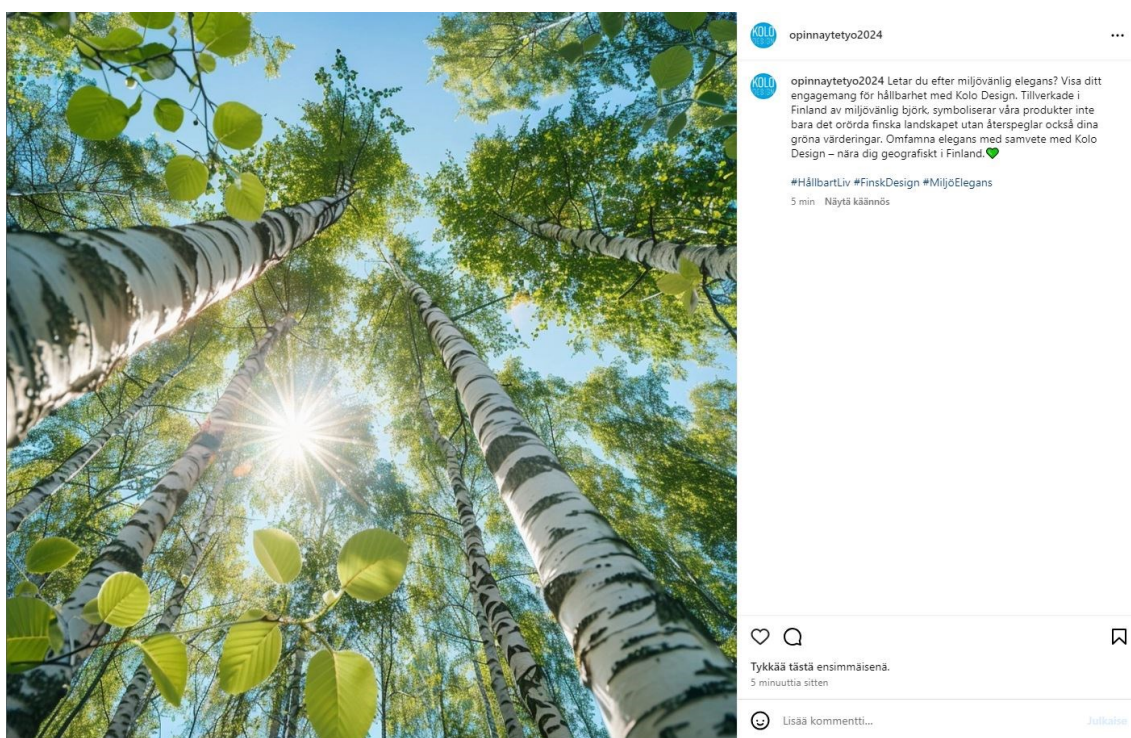 KOLO
opinnaytetyo2024
KOLO
opinnaytetyo2024 Letar du efter miljövänlig elegans? Visa ditt
engagemang för hållbarhet med Kolo Design. Tillverkade i
Finland av miljövänlig björk, symboliserar våra produkter inte
bara det orörda finska landskapet utan återspeglar också dina
gröna värderingar. Omfamna elegans med samvete med Kolo
Design – nära dig geografiskt i Finland.💚
#HållbartLiv #FinskDesign #MiljöElegans
5 min Näytä käännös
Tykkää tästä ensimmäisenä.
5 minuuttia sitten
Lisää kommentti... Julkaise